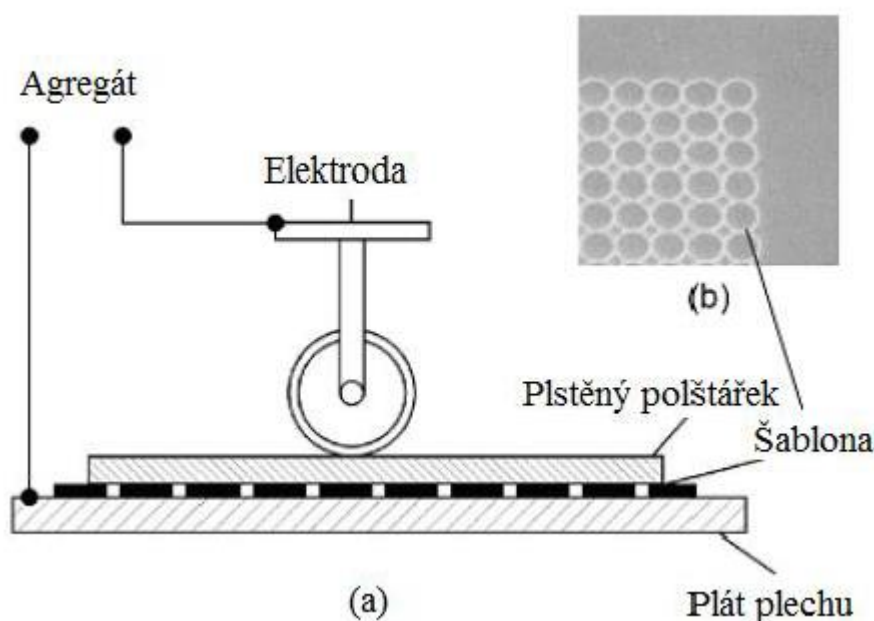 Agregát
Elektroda
(b)
Plstěný polštářek
Šablona
(a)
Plát plechu